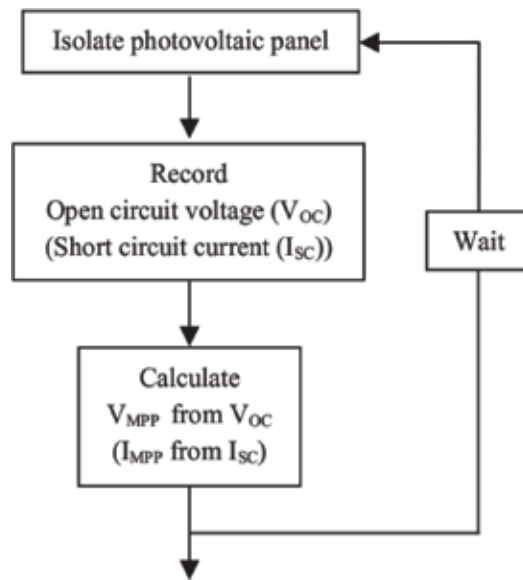 Isolate photovoltaic panel
Record
Open circuit voltage (V_OC)
(Short circuit current (I_SC))
Wait
Calculate
V_MPP from V_OC
(I_MPP from I_SC)